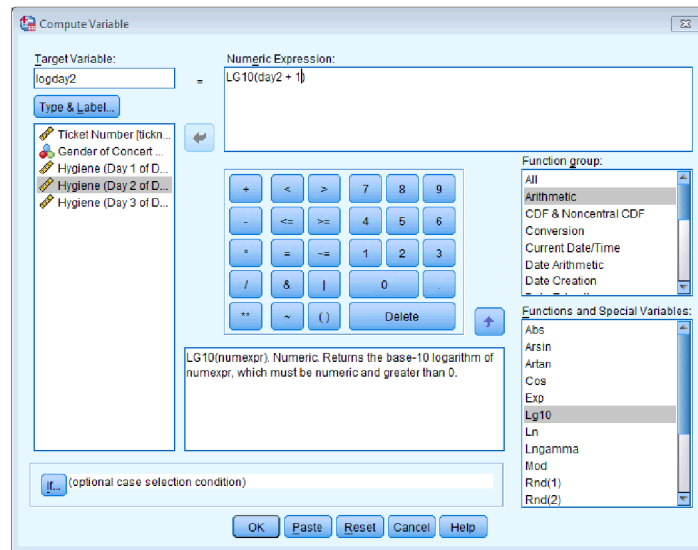 Compute Variable
Target Variable:
logday2
=
Numeric Expression:
LG10(day2 + 1)
Type & Label...
Ticket Number [tickn...
Gender of Concert ...
Hygiene (Day 1 of D...
Hygiene (Day 2 of D...
Hygiene (Day 3 of D...
+ < > 7 8 9
- <= >= 4 5 6
* = ~= 1 2 3
/ & | 0 .
** ~ ( ) Delete
Function group:
All
Arithmetic
CDF & Noncentral CDF
Conversion
Current Date/Time
Date Arithmetic
Date Creation
LG10(numexpr). Numeric. Returns the base-10 logarithm of
numexpr, which must be numeric and greater than 0.
Functions and Special Variables:
Abs
Arsin
Artan
Cos
Exp
Lg10
Ln
Lngamma
Mod
Rnd(1)
Rnd(2)
If... (optional case selection condition)
OK Paste Reset Cancel Help